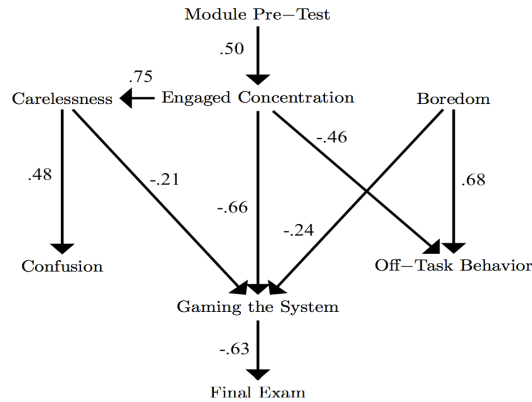 Module Pre-Test
.50
.75
Carelessness Engaged Concentration Boredom
-.46
.48 -.21 .68
-.66
-.24
Confusion Off-Task Behavior
Gaming the System
-.63
Final Exam